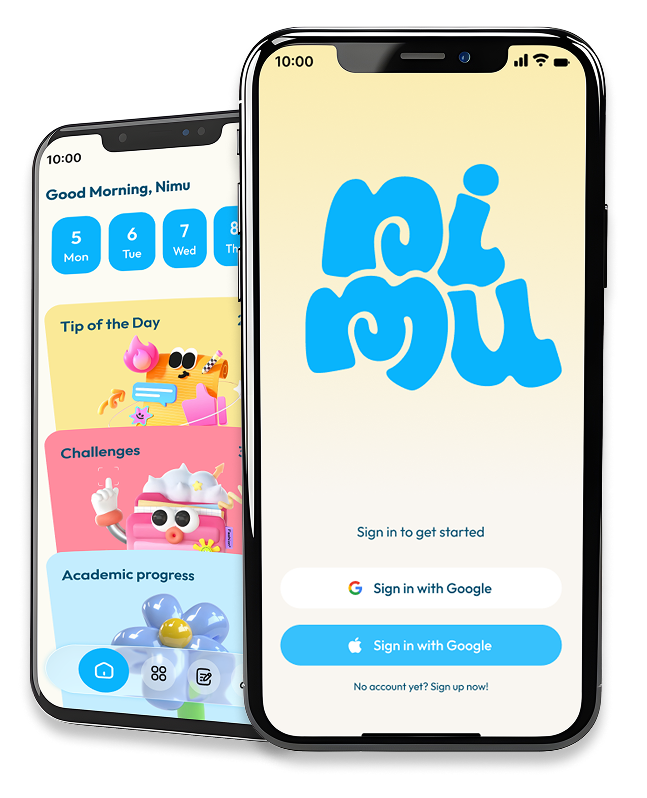 10:00
Good Morning, Nimu
5 6 7 8
Mon Tue Wed Th
Tip of the Day
Challenges
Academic progress
10:00
ni
mu
Sign in to get started
Sign in with Google
Sign in with Google
No account yet? Sign up now!